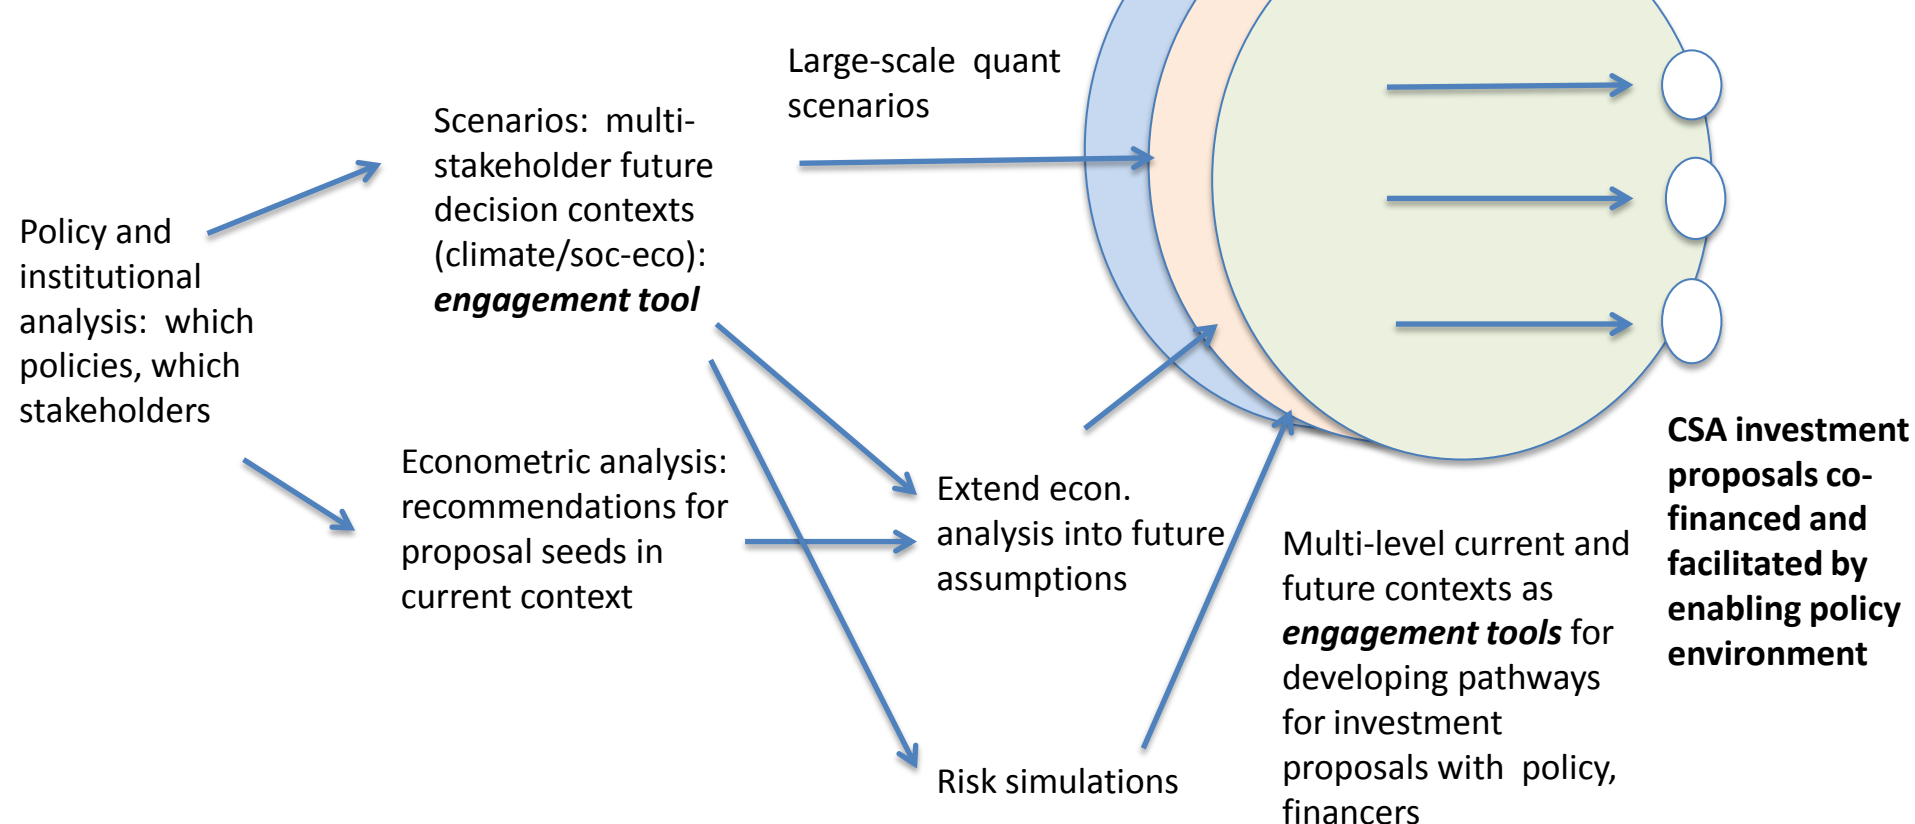 Policy and
institutional
analysis: which
policies, which
stakeholders
Scenarios: multi-
stakeholder future
decision contexts
(climate/soc-eco):
engagement tool
Econometric analysis:
recommendations for
proposal seeds in
current context
Large-scale quant
scenarios
Extend econ.
analysis into future
assumptions
Risk simulations
Multi-level current and
future contexts as
engagement tools for
developing pathways
for investment
proposals with policy,
financers
CSA investment
proposals co-
financed and
facilitated by
enabling policy
environment